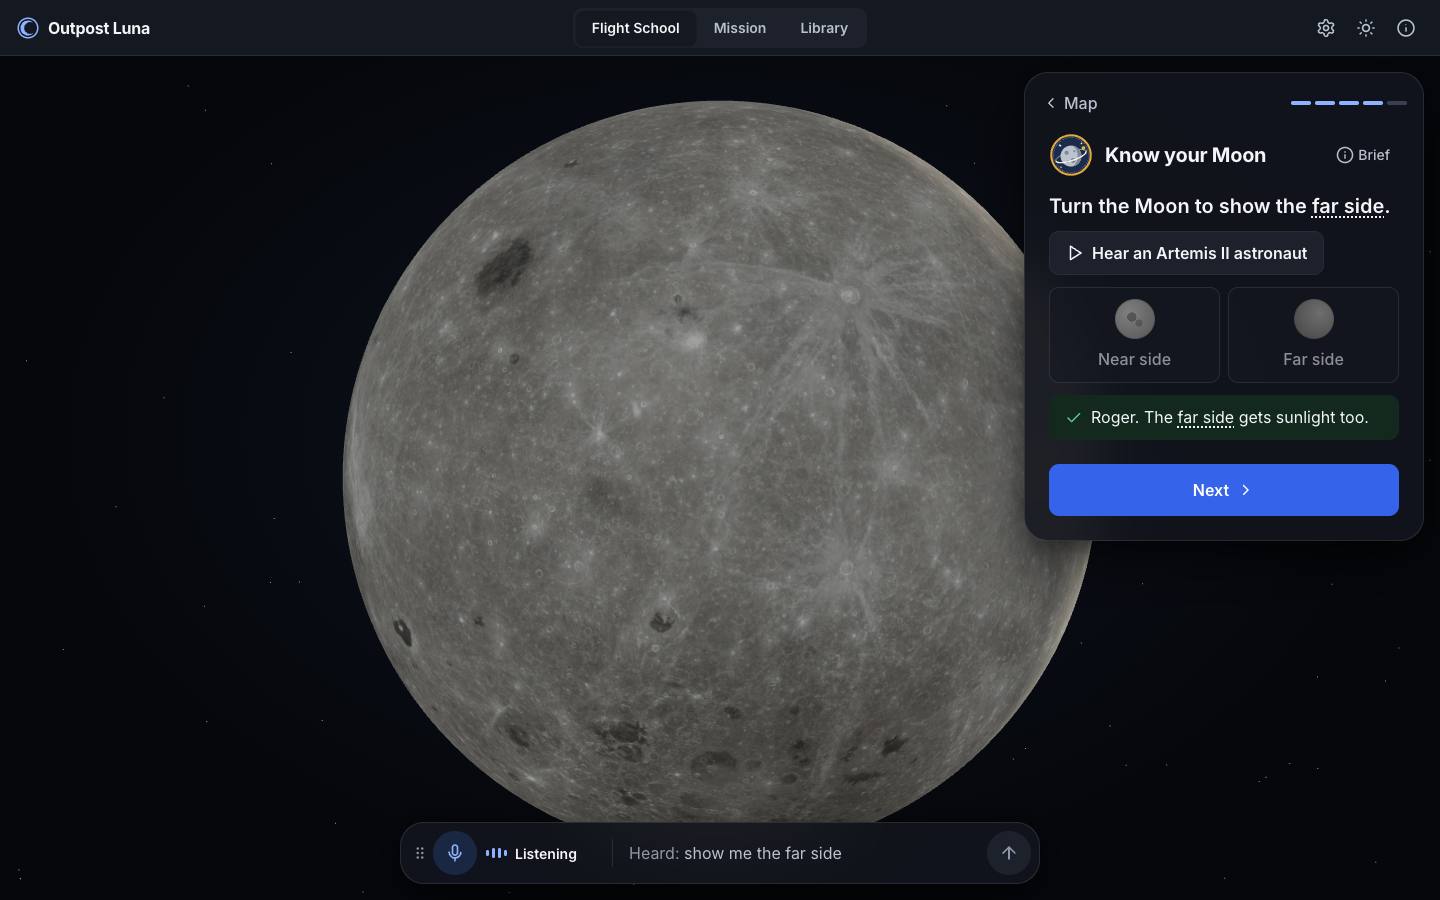 Outpost Luna
Flight School
Mission
Library
Map
Know your Moon
Brief
Turn the Moon to show the far side.
Hear an Artemis II astronaut
Near side
Far side
Roger. The far side gets sunlight too.
Next
Listening
Heard: show me the far side